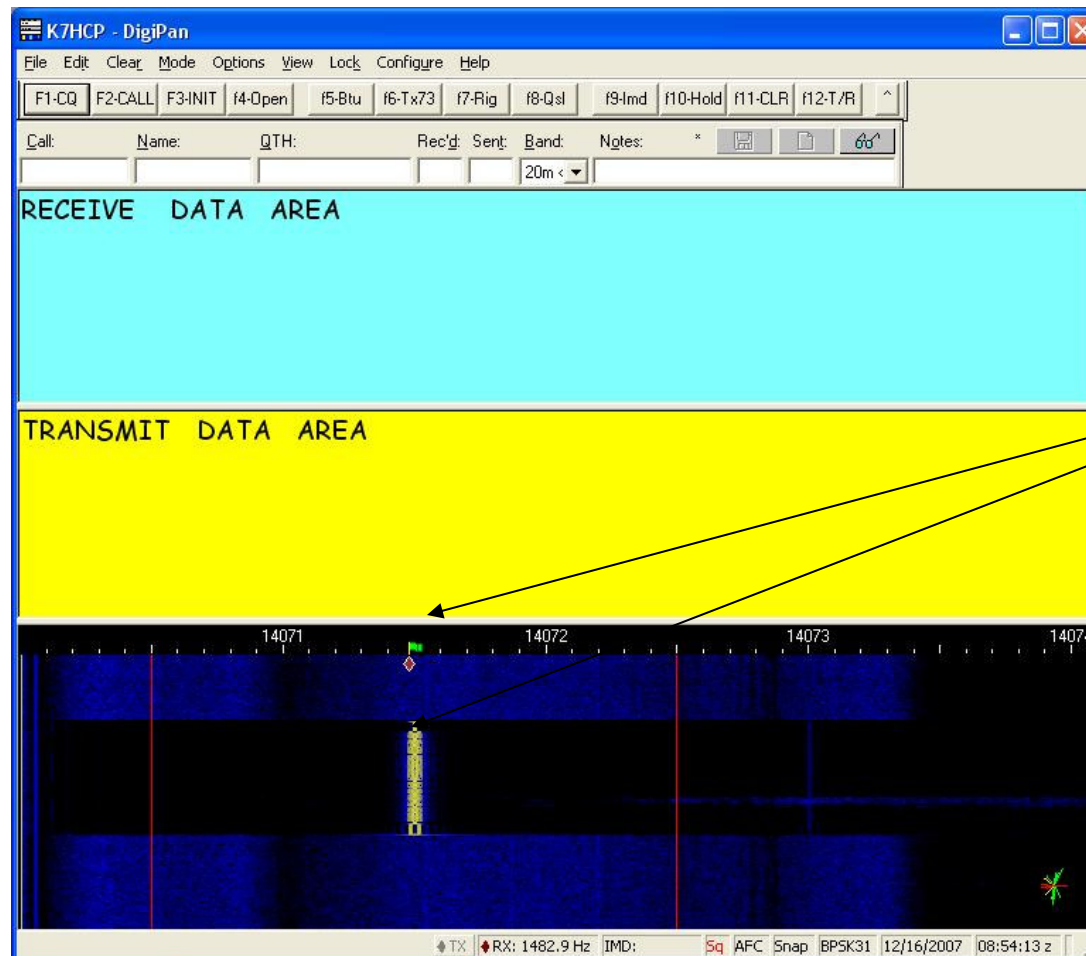 K7HCP - DigiPan
File Edit Clear Mode Options View Lock Configure Help
F1-CQ F2-CALL F3-INIT f4-Open f5-Btu f6-Tx73 f7-Rig f8-Qsl f9-Imd f10-Hold f11-CLR f12-T/R ^
Call: Name: QTH: Rec'd: Sent: Band: Notes: *
20m <
RECEIVE DATA AREA
TRANSMIT DATA AREA
14071 14072 14073 14074
TX RX: 1482.9 Hz IMD: Sq AFC Snap BPSK31 12/16/2007 08:54:13 z